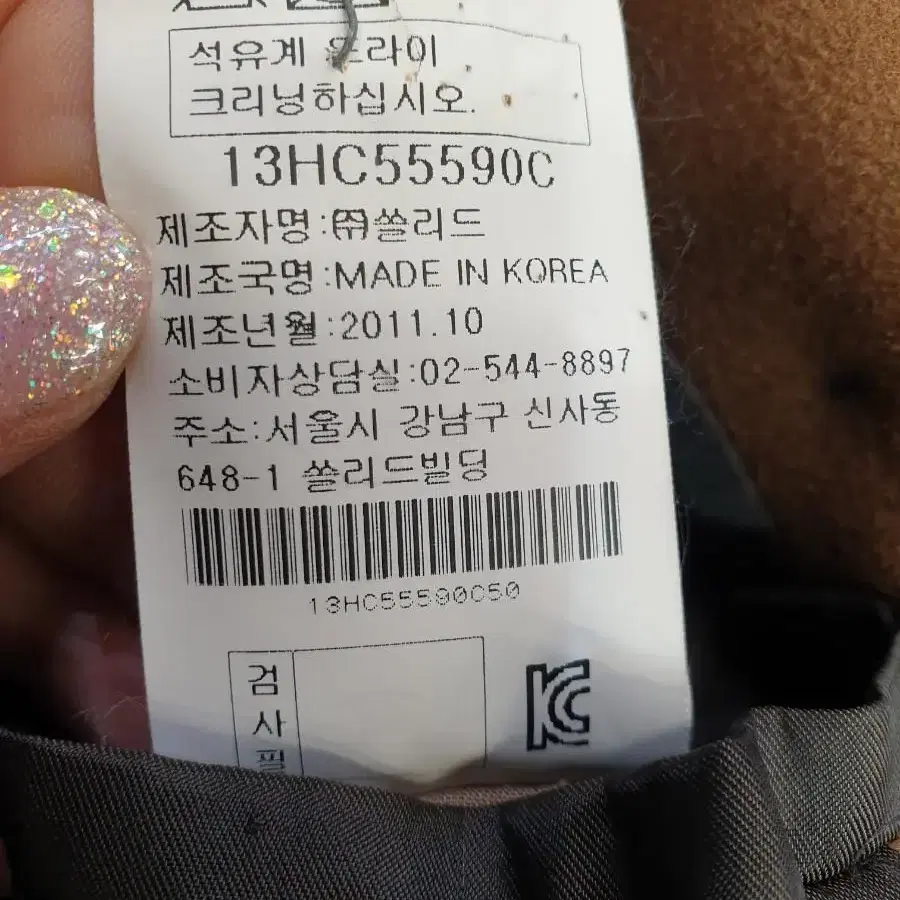 석유계 드라이
크리닝하십시오.
13HC55590C
제조자명:㈜쏠리드
제조국명:MADE IN KOREA
제조년월:2011.10
소비자상담실:02-544-8897
주소:서울시 강남구 신사동
648-1 쏠리드빌딩
13HC55590C50
검
사
필
KC